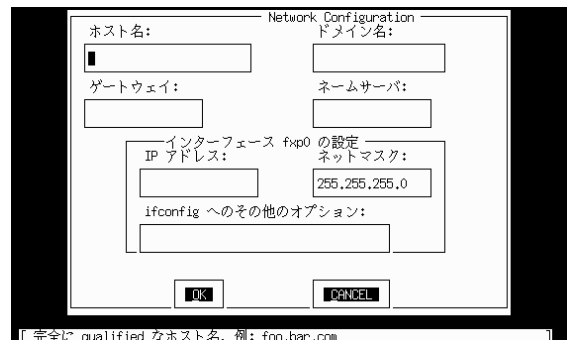 Network Configuration
ホスト名: ドメイン名:
ゲートウェイ: ネームサーバ:
インターフェース fxp0 の設定
IP アドレス: ネットマスク:
255.255.255.0
ifconfig へのその他のオプション:
OK CANCEL
[ 完全に qualified なホスト名. 例: foo.bar.com ]